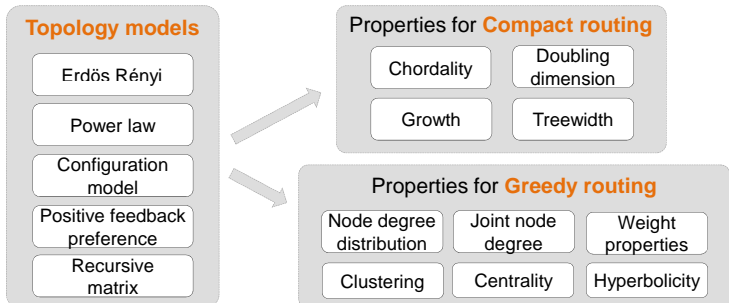 Topology models
Erdös Rényi
Power law
Configuration
model
Positive feedback
preference
Recursive
matrix
Properties for Compact routing
Chordality
Doubling
dimension
Growth
Treewidth
Properties for Greedy routing
Node degree
distribution
Joint node
degree
Weight
properties
Clustering
Centrality
Hyperbolicity